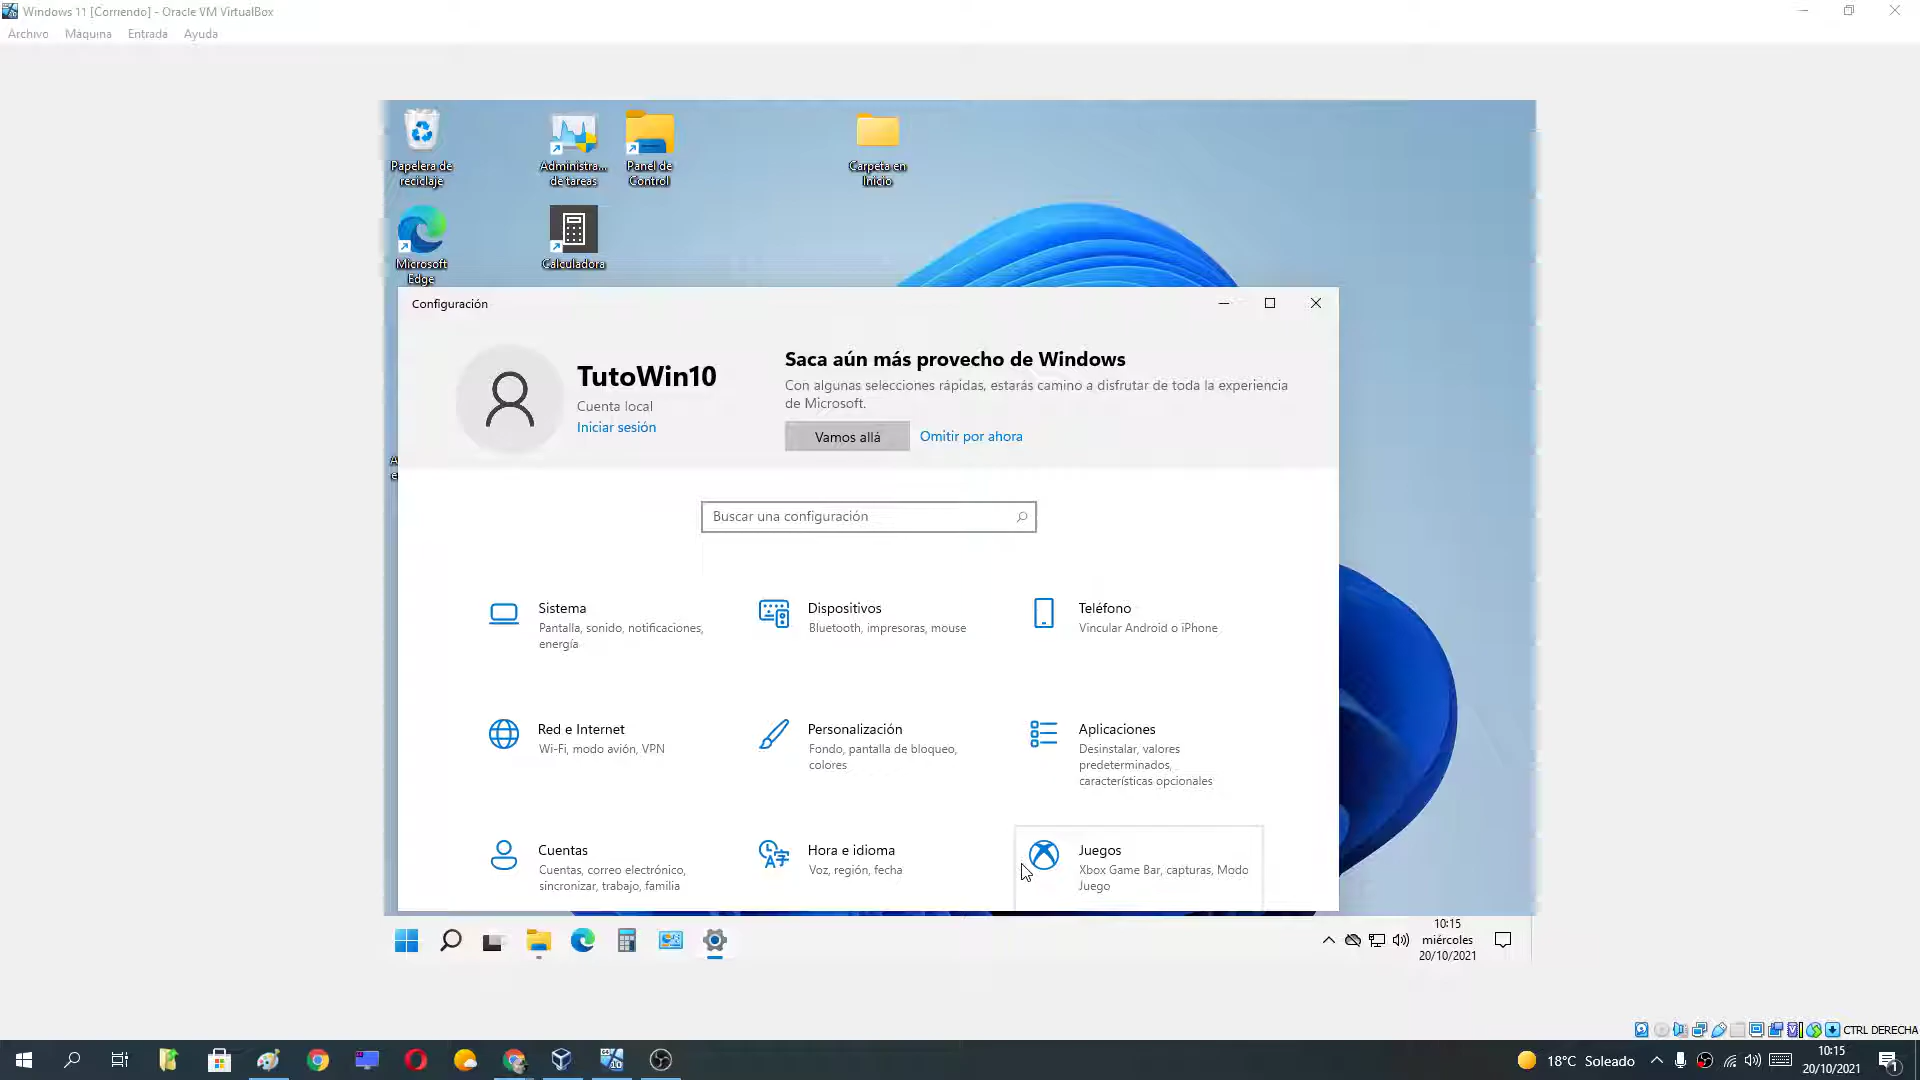 Windows 11 [Corriendo] - Oracle VM VirtualBox
Archivo Máquina Entrada Ayuda
Papelera de
reciclaje
Administra...
de tareas
Panel de
Control
Carpeta en
Inicio
Microsoft
Edge
Calculadora
Configuración
TutoWin10
Cuenta local
Iniciar sesión
Saca aún más provecho de Windows
Con algunas selecciones rápidas, estarás camino a disfrutar de toda la experiencia
de Microsoft.
Vamos allá Omitir por ahora
Buscar una configuración
Sistema
Pantalla, sonido, notificaciones,
energía
Dispositivos
Bluetooth, impresoras, mouse
Teléfono
Vincular Android o iPhone
Red e Internet
Wi-Fi, modo avión, VPN
Personalización
Fondo, pantalla de bloqueo,
colores
Aplicaciones
Desinstalar, valores
predeterminados,
características opcionales
Cuentas
Cuentas, correo electrónico,
sincronizar, trabajo, familia
Hora e idioma
Voz, región, fecha
Juegos
Xbox Game Bar, capturas, Modo
Juego
10:15
miércoles
20/10/2021
CTRL DERECHA
18°C Soleado
10:15
20/10/2021
1